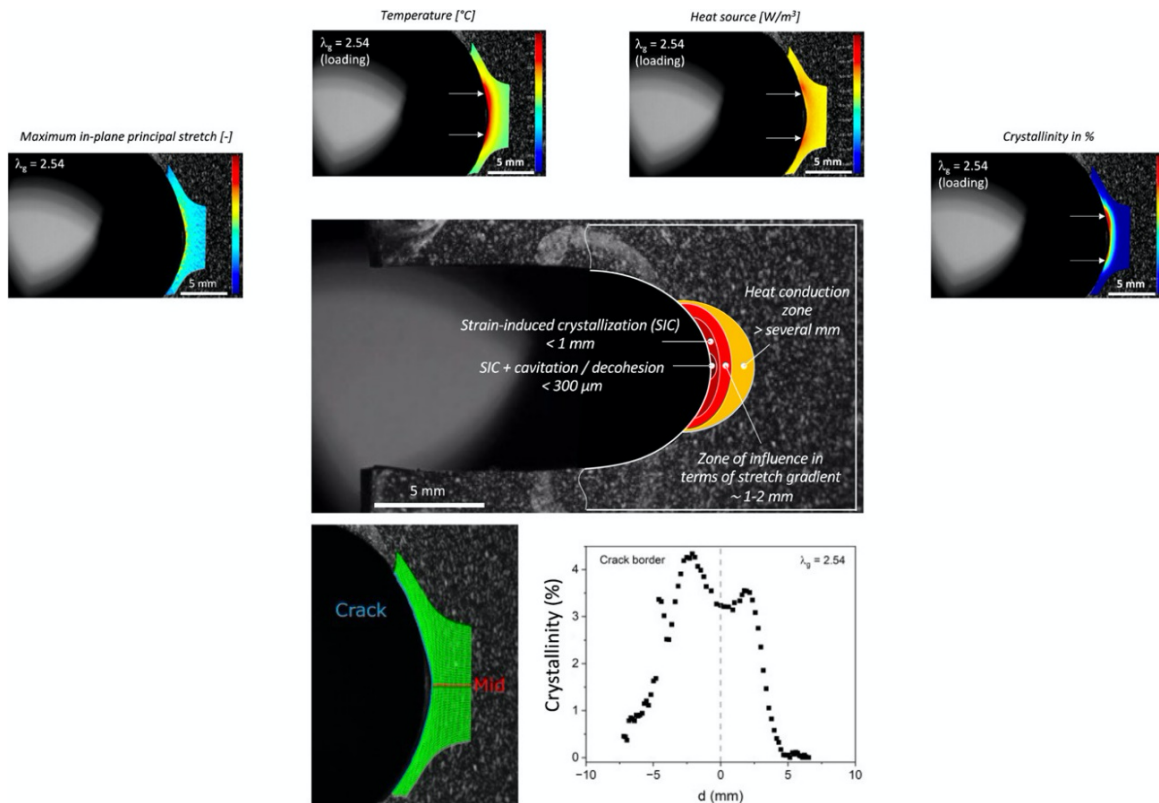 Temperature [°C]
λg = 2.54
(loading)
5 mm
Heat source [W/m³]
λg = 2.54
(loading)
5 mm
Maximum in-plane principal stretch [-]
λg = 2.54
5 mm
Crystallinity in %
λg = 2.54
(loading)
5 mm
Heat conduction
zone
> several mm
Strain-induced crystallization (SIC)
< 1 mm
SIC + cavitation / decohesion
< 300 µm
Zone of influence in
terms of stretch gradient
~ 1-2 mm
5 mm
Crack
Mid
Crack border
λg = 2.54
Crystallinity (%)
4
3
2
1
0
−10
−5
0
5
10
d (mm)